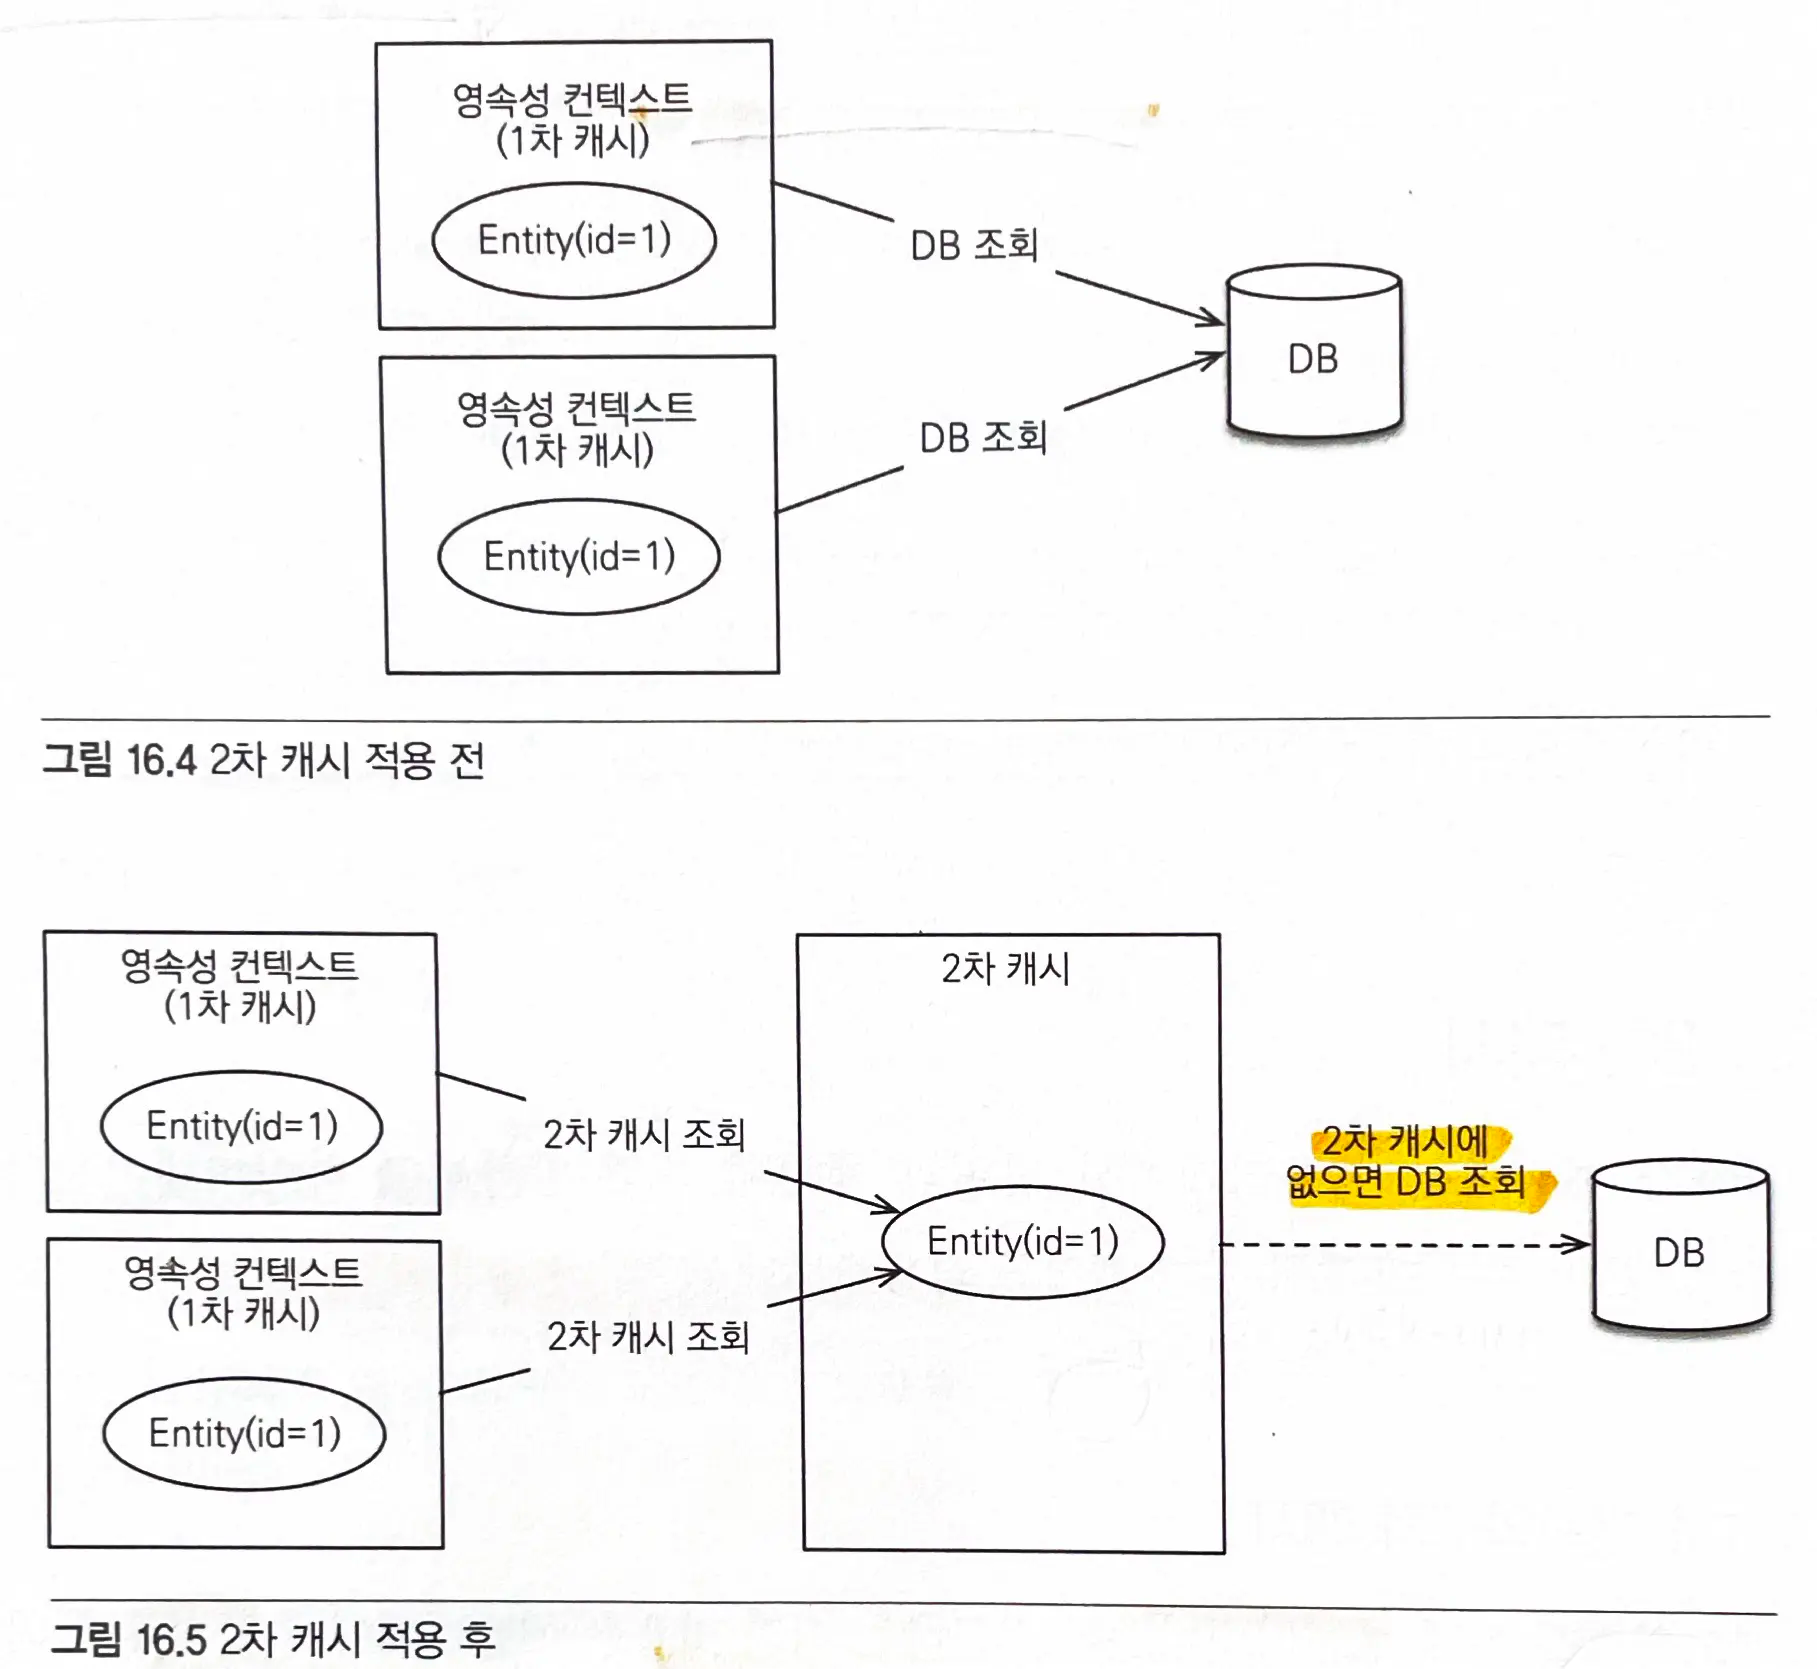 영속성 컨텍스트
(1차 캐시)
Entity(id=1)
DB 조회
영속성 컨텍스트
(1차 캐시)
Entity(id=1)
DB 조회
DB
그림 16.4 2차 캐시 적용 전
영속성 컨텍스트
(1차 캐시)
Entity(id=1)
2차 캐시 조회
영속성 컨텍스트
(1차 캐시)
Entity(id=1)
2차 캐시 조회
2차 캐시
Entity(id=1)
2차 캐시에
없으면 DB 조회
DB
그림 16.5 2차 캐시 적용 후